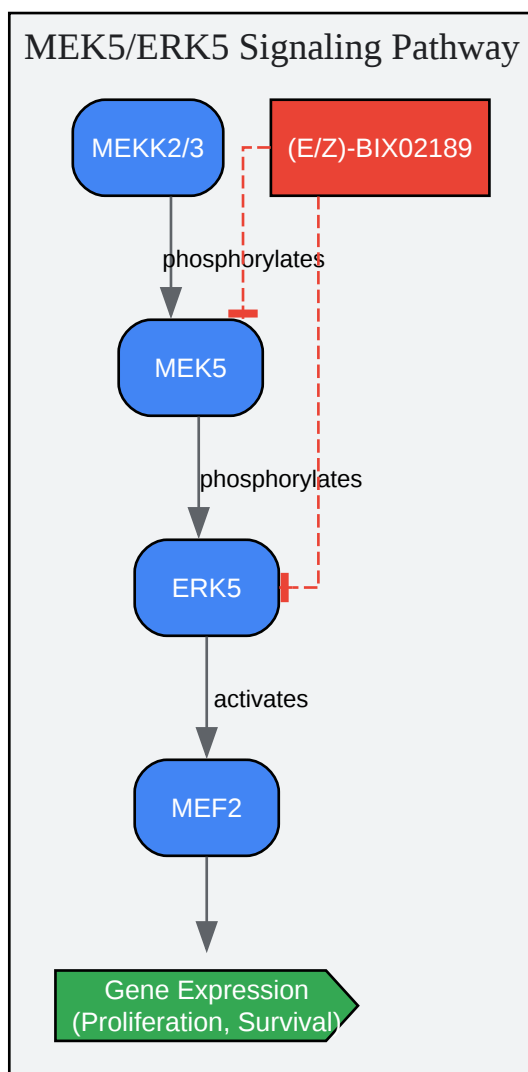 MEK5/ERK5 Signaling Pathway
MEKK2/3
(E/Z)-BIX02189
phosphorylates
MEK5
phosphorylates
ERK5
activates
MEF2
Gene Expression
(Proliferation, Survival)